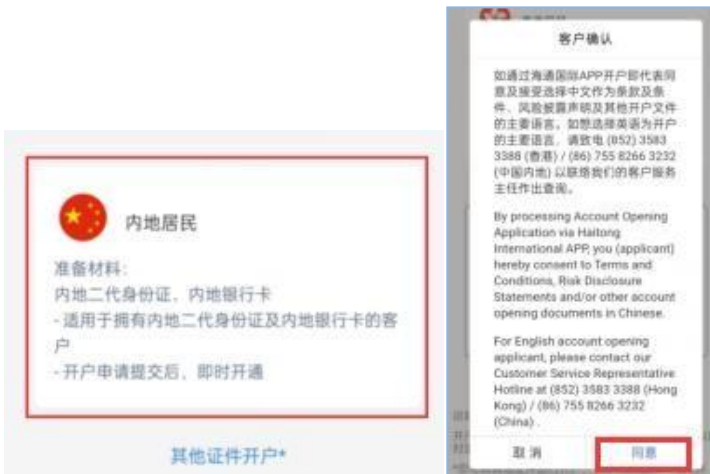 内地居民
准备材料:
内地二代身份证、内地银行卡
-适用于拥有内地二代身份证及内地银行卡的客
户
-开户申请提交后，即时开通
其他证件开户*
客户确认
如通过海通国际APP开户即代表同
意及接受选择中文作为条款及条
件、风险披露声明及其他开户文件
的主要语言。如想选择英语为开户
的主要语言，请致电 (852) 3583
3388 (香港) / (86) 755 8266 3232
(中国内地) 以联络我们的客户服务
主任作出查询。
By processing Account Opening
Application via Haitong
International APP, you (applicant)
hereby consent to Terms and
Conditions, Risk Disclosure
Statements and/or other account
opening documents in Chinese.
For English account opening
applicant, please contact our
Customer Service Representative
Hotline at (852) 3583 3388 (Hong
Kong) / (86) 755 8266 3232
(China) .
取消
同意